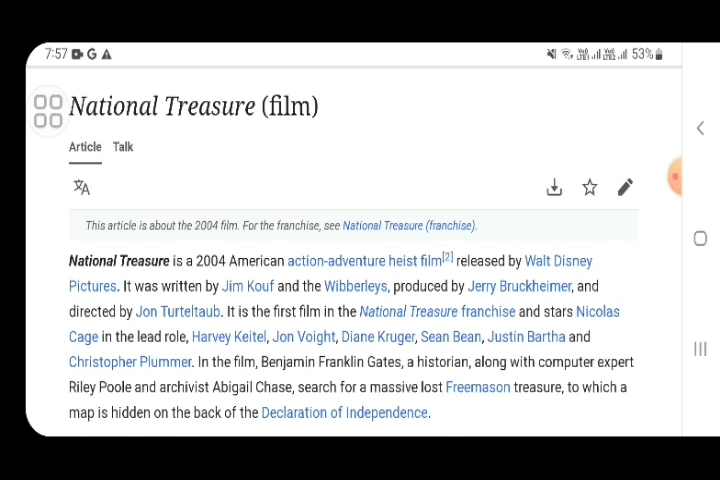 7:57 G 53%
National Treasure (film)
Article Talk
This article is about the 2004 film. For the franchise, see National Treasure (franchise).
National Treasure is a 2004 American action-adventure heist film[2] released by Walt Disney
Pictures. It was written by Jim Kouf and the Wibberleys, produced by Jerry Bruckheimer, and
directed by Jon Turteltaub. It is the first film in the National Treasure franchise and stars Nicolas
Cage in the lead role, Harvey Keitel, Jon Voight, Diane Kruger, Sean Bean, Justin Bartha and
Christopher Plummer. In the film, Benjamin Franklin Gates, a historian, along with computer expert
Riley Poole and archivist Abigail Chase, search for a massive lost Freemason treasure, to which a
map is hidden on the back of the Declaration of Independence.